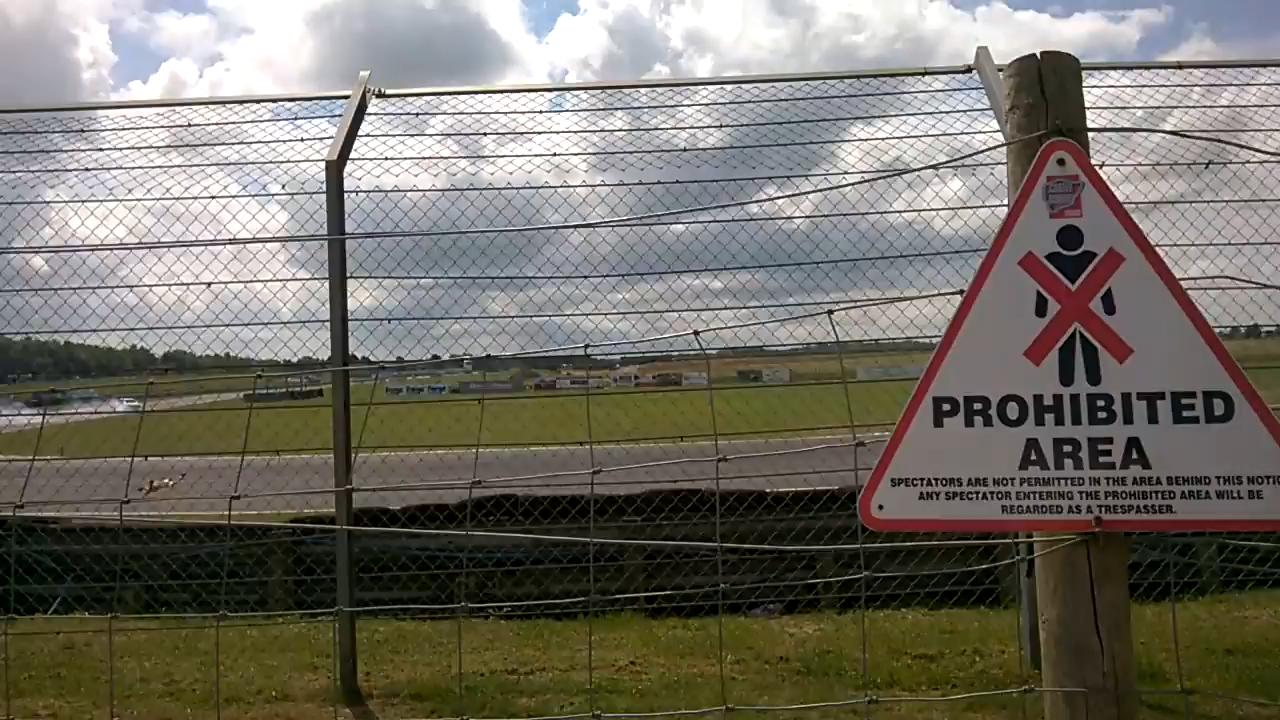 PROHIBITED
AREA
SPECTATORS ARE NOT PERMITTED IN THE AREA BEHIND THIS NOTIC
ANY SPECTATOR ENTERING THE PROHIBITED AREA WILL BE
REGARDED AS A TRESPASSER.